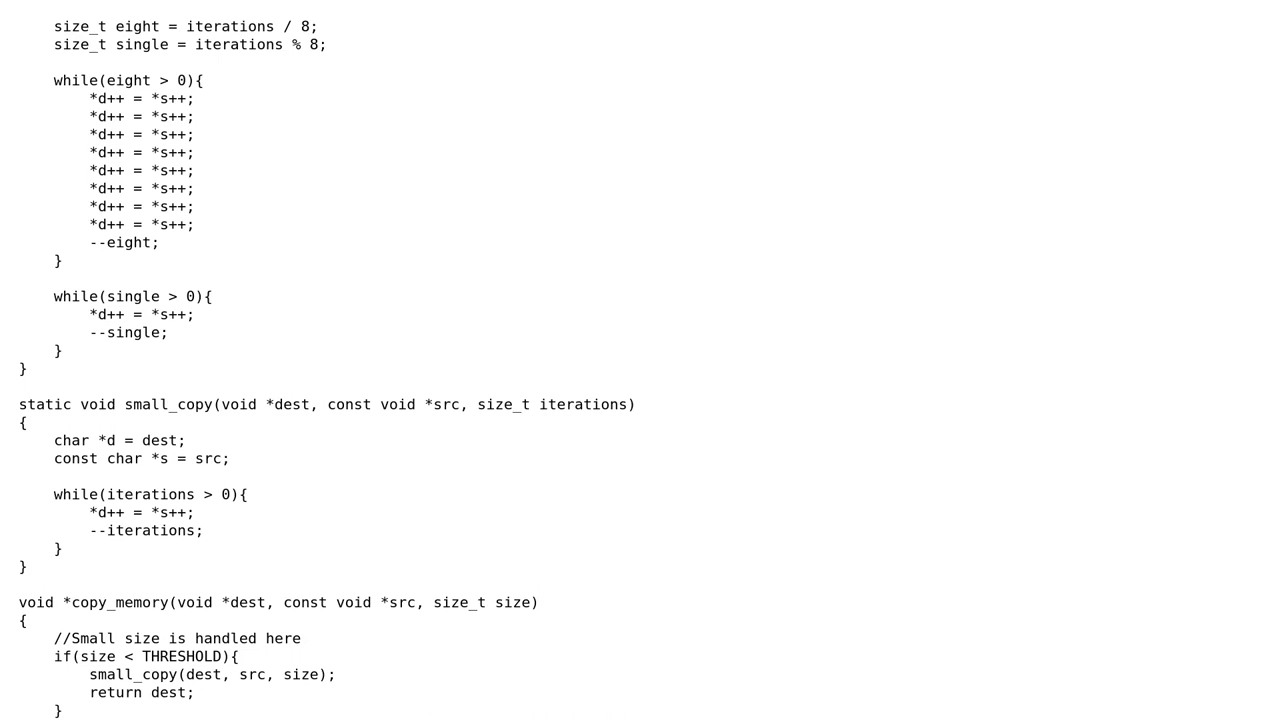 size_t eight = iterations / 8;
    size_t single = iterations % 8;

    while(eight > 0){
        *d++ = *s++;
        *d++ = *s++;
        *d++ = *s++;
        *d++ = *s++;
        *d++ = *s++;
        *d++ = *s++;
        *d++ = *s++;
        *d++ = *s++;
        --eight;
    }

    while(single > 0){
        *d++ = *s++;
        --single;
    }
}

static void small_copy(void *dest, const void *src, size_t iterations)
{
    char *d = dest;
    const char *s = src;

    while(iterations > 0){
        *d++ = *s++;
        --iterations;
    }
}

void *copy_memory(void *dest, const void *src, size_t size)
{
    //Small size is handled here
    if(size < THRESHOLD){
        small_copy(dest, src, size);
        return dest;
    }